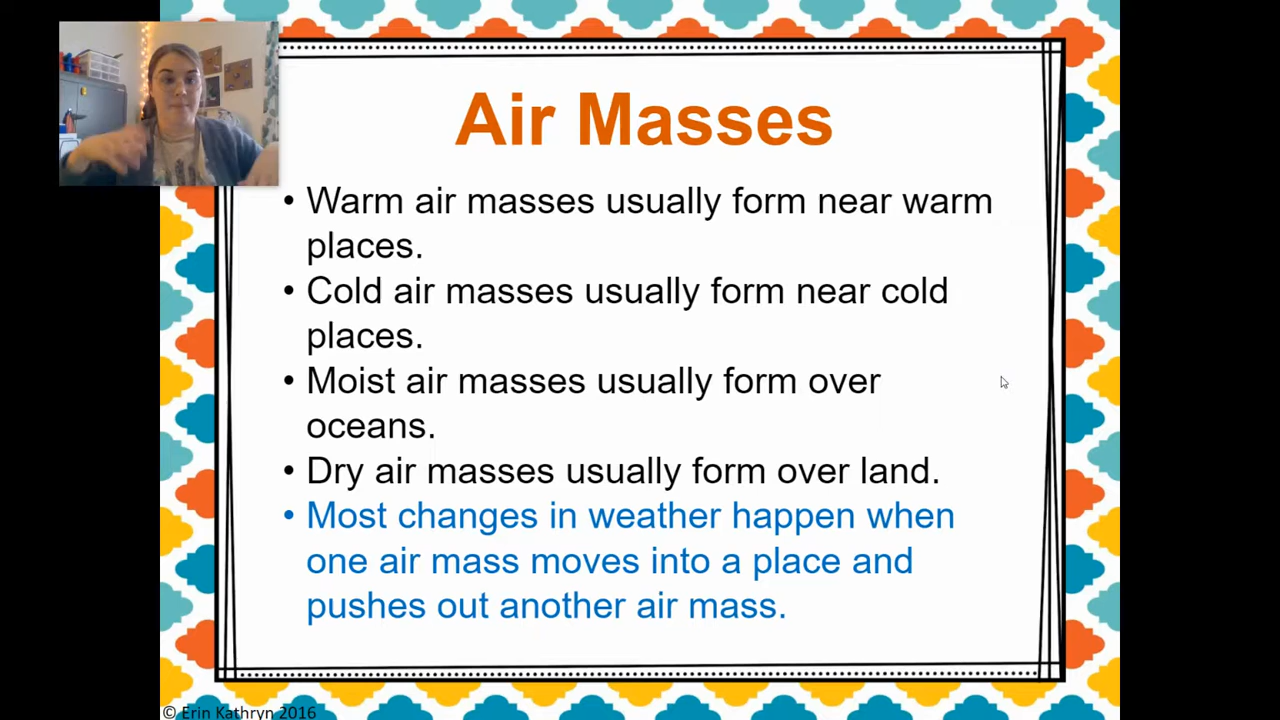 Air Masses
• Warm air masses usually form near warm
places.
• Cold air masses usually form near cold
places.
• Moist air masses usually form over
oceans.
• Dry air masses usually form over land.
• Most changes in weather happen when
one air mass moves into a place and
pushes out another air mass.
© Erin Kathryn 2016